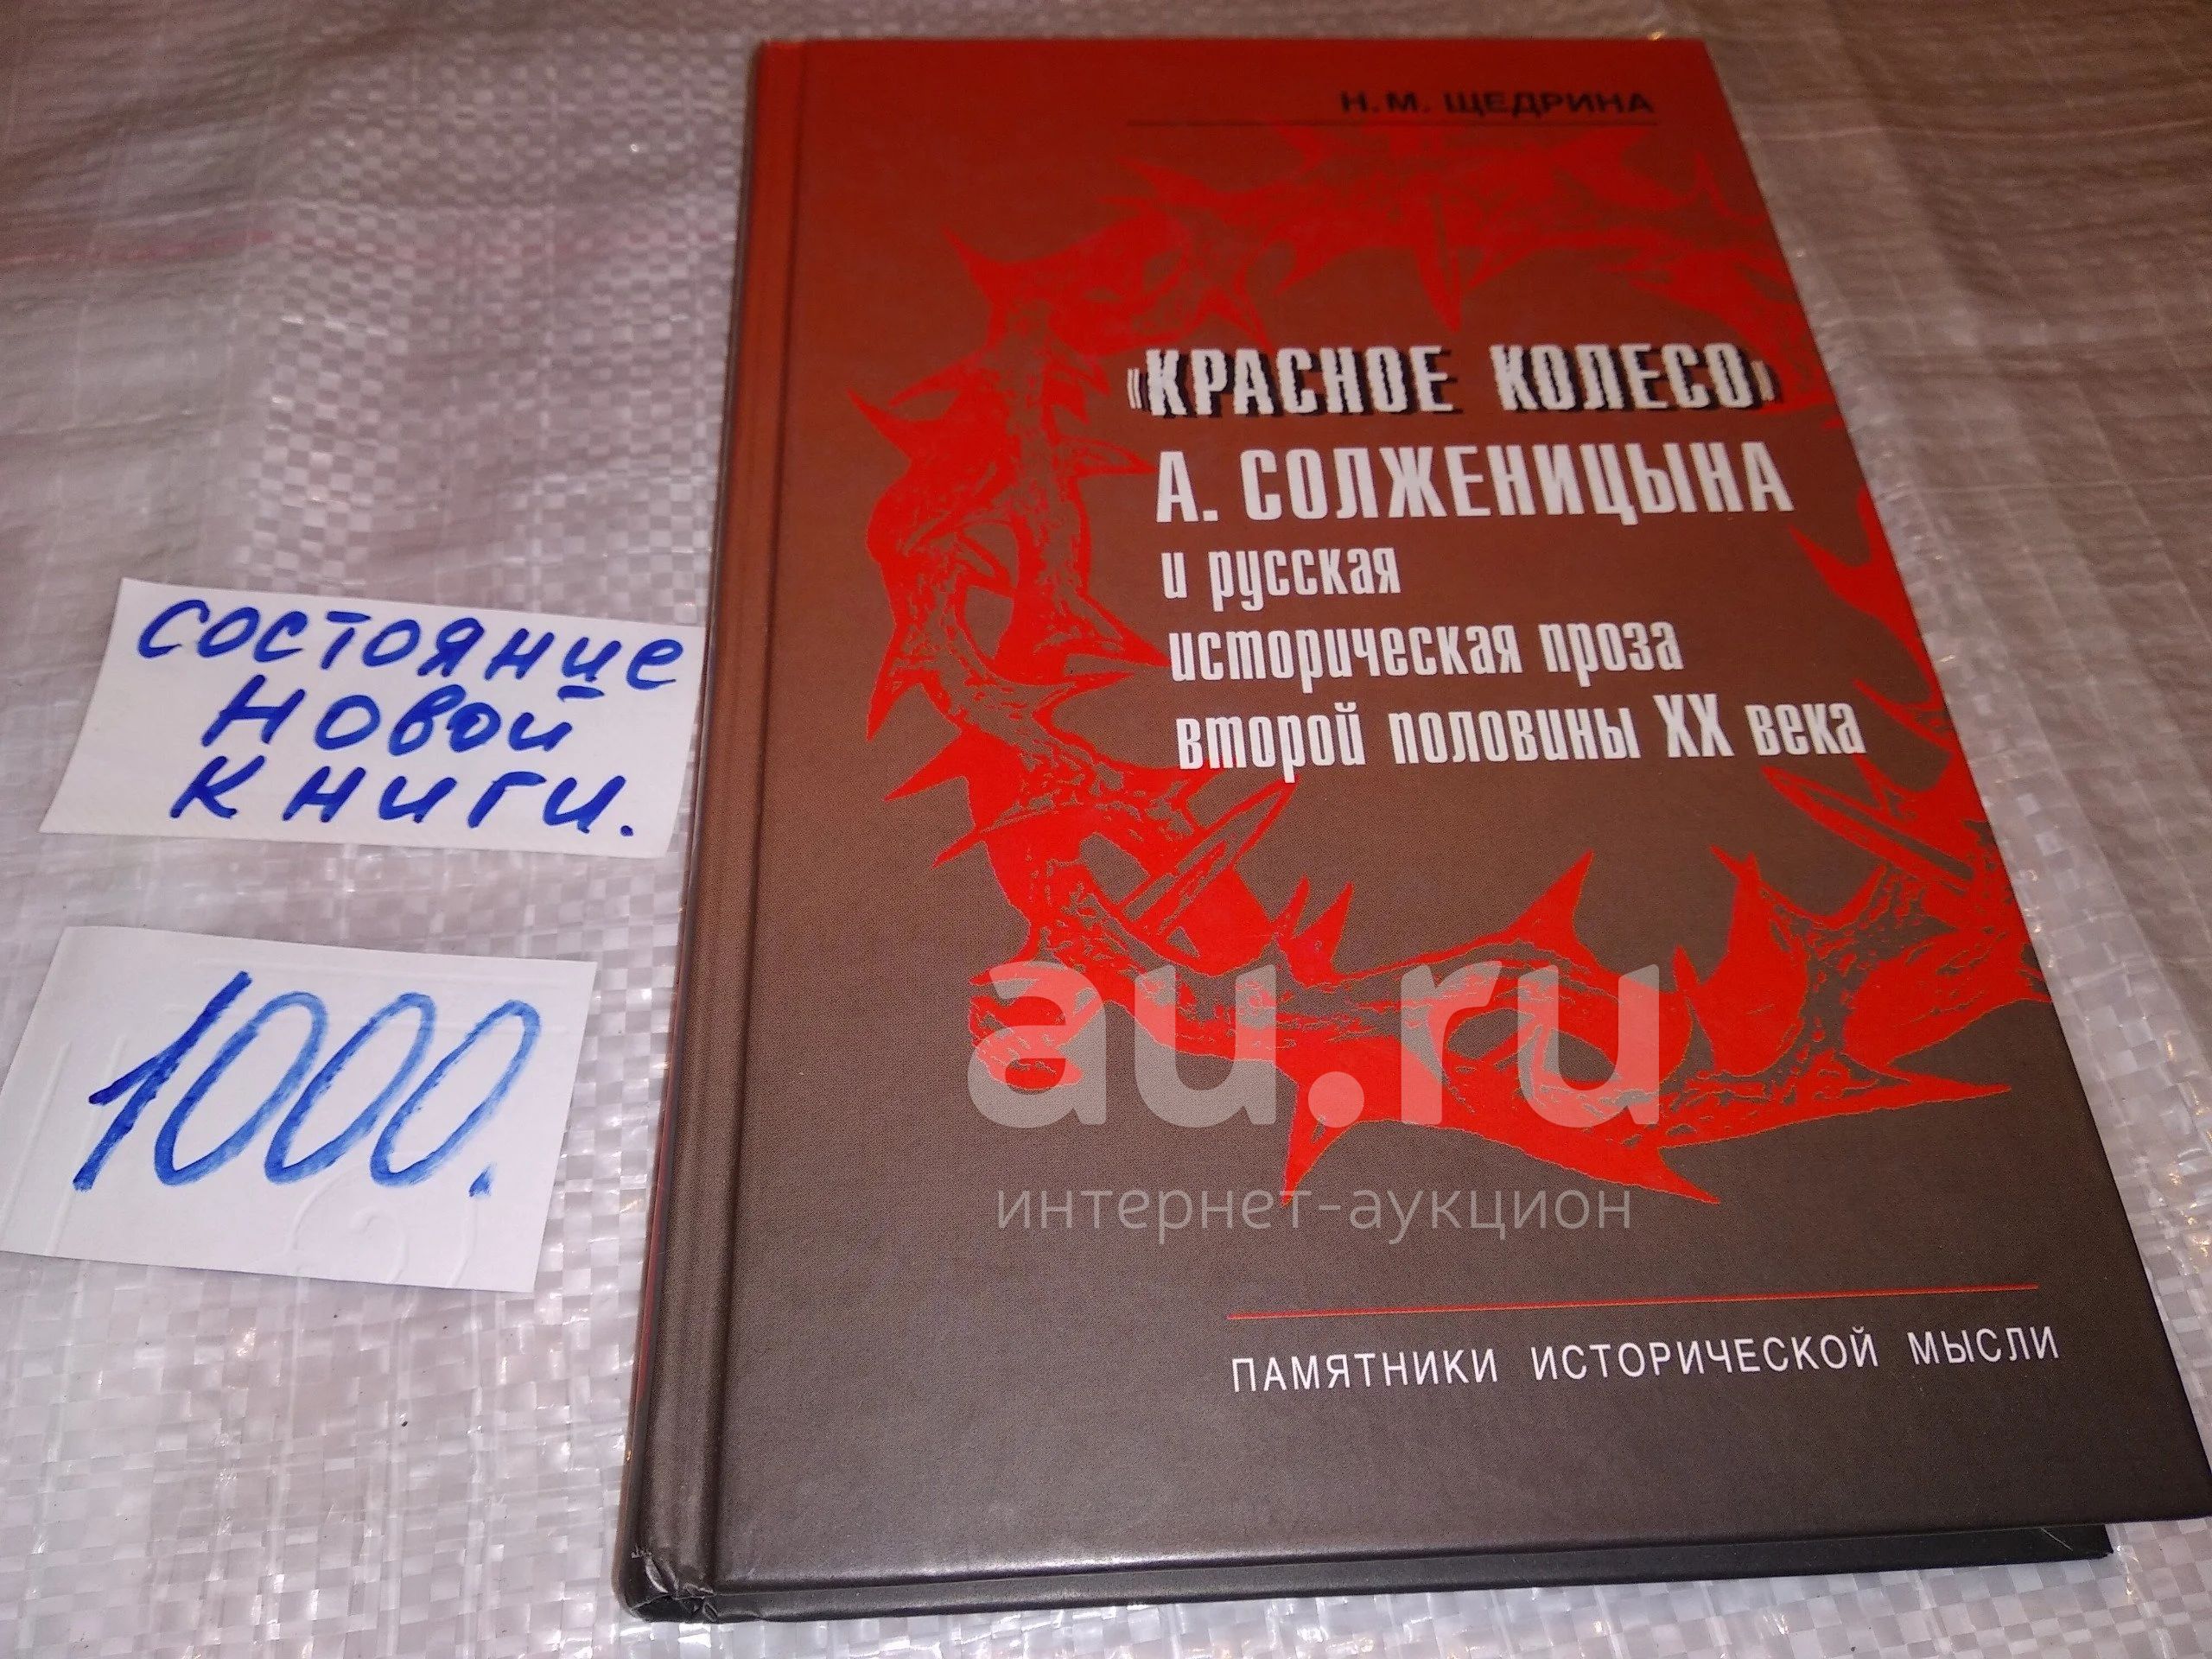 Н. М. ЩЕДРИНА
«КРАСНОЕ КОЛЕСО»
А. СОЛЖЕНИЦЫНА
и русская
историческая проза
второй половины XX века
состояние
новой
книги.
1000.
au.ru
интернет-аукцион
ПАМЯТНИКИ ИСТОРИЧЕСКОЙ МЫСЛИ